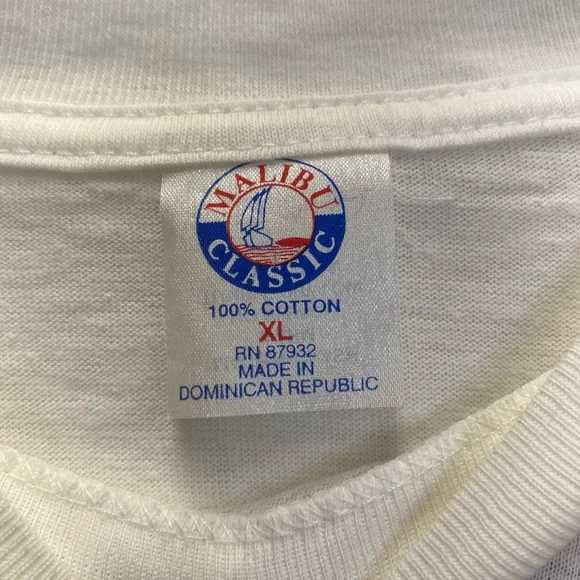 MALIBU
CLASSIC
100% COTTON
XL
RN 87932
MADE IN
DOMINICAN REPUBLIC